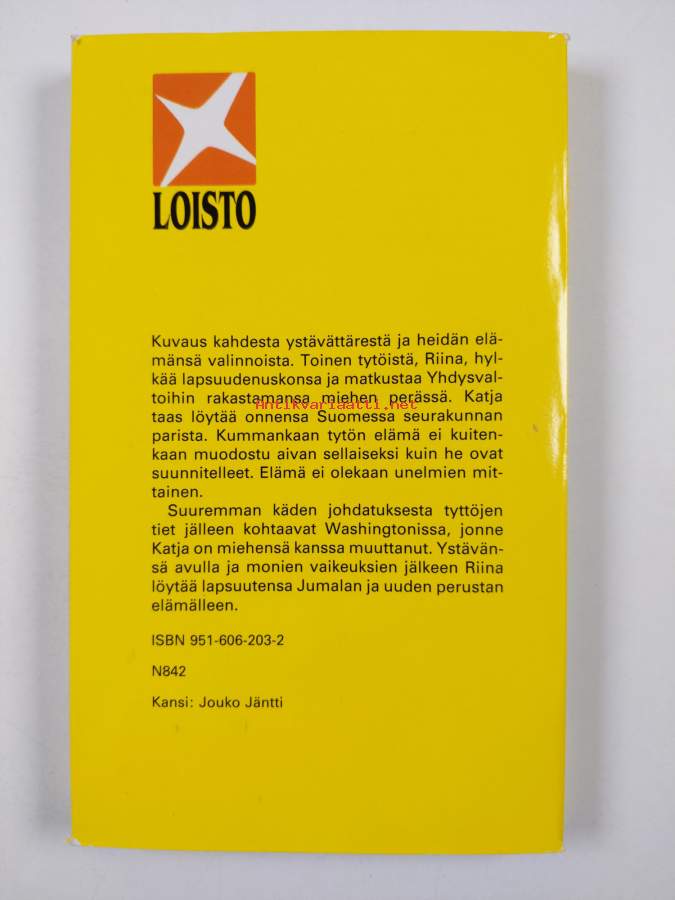 LOISTO
Kuvaus kahdesta ystävättärestä ja heidän elä-
mänsä valinnoista. Toinen tytöistä, Riina, hyl-
kää lapsuudenuskonsa ja matkustaa Yhdysval-
toihin rakastamansa miehen perässä. Katja
Antikvariaatti.net
taas löytää onnensa Suomessa seurakunnan
parista. Kummankaan tytön elämä ei kuiten-
kaan muodostu aivan sellaiseksi kuin he ovat
suunnitelleet. Elämä ei olekaan unelmien mit-
tainen.
Suuremman käden johdatuksesta tyttöjen
tiet jälleen kohtaavat Washingtonissa, jonne
Katja on miehensä kanssa muuttanut. Ystävän-
sä avulla ja monien vaikeuksien jälkeen Riina
löytää lapsuutensa Jumalan ja uuden perustan
elämälleen.
ISBN 951-606-203-2
N842
Kansi: Jouko Jäntti